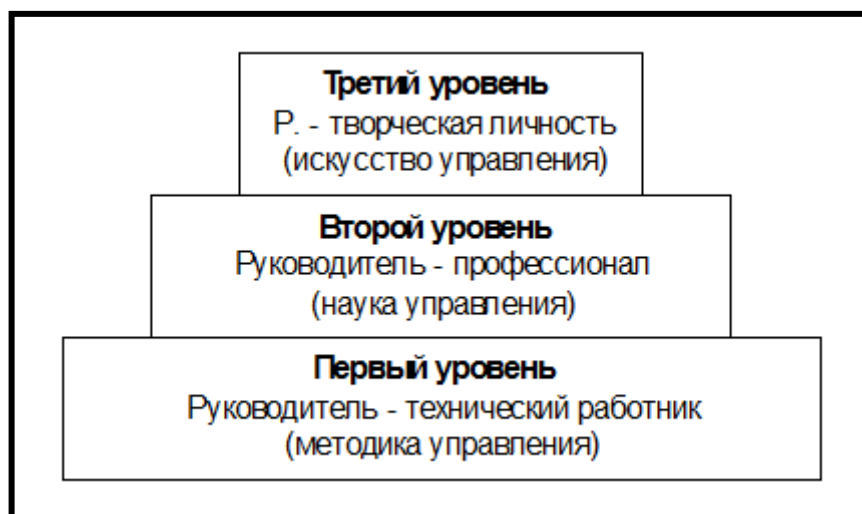 Третий уровень
Р. - творческая личность
(искусство управления)
Второй уровень
Руководитель - профессионал
(наука управления)
Первый уровень
Руководитель - технический работник
(методика управления)